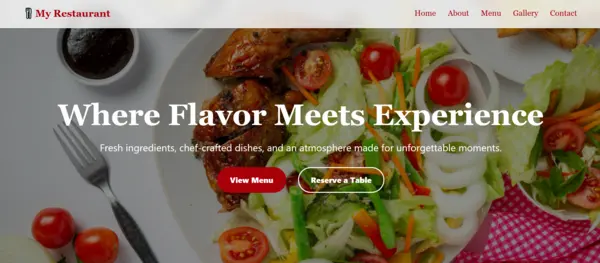 My Restaurant
Home About Menu Gallery Contact
Where Flavor Meets Experience
Fresh ingredients, chef-crafted dishes, and an atmosphere made for unforgettable moments.
View Menu Reserve a Table